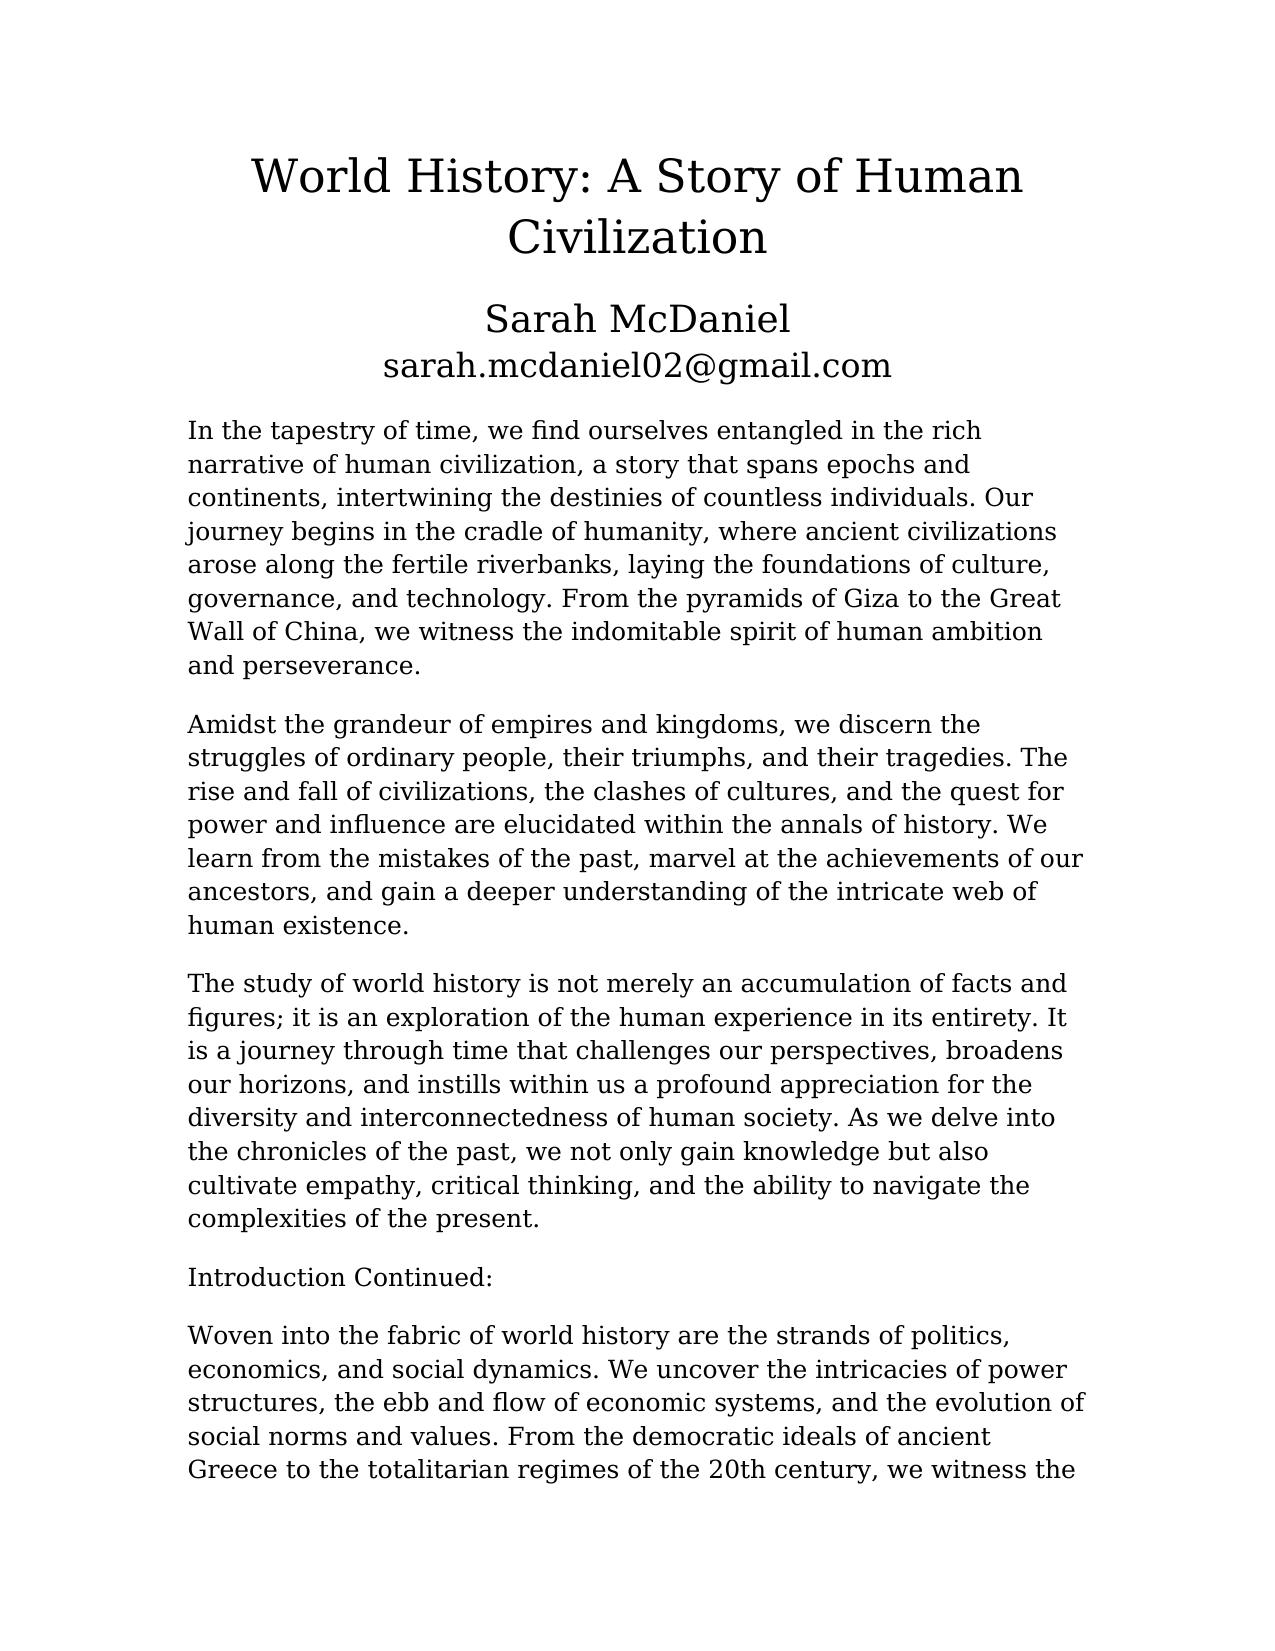 World History: A Story of Human
Civilization
Sarah McDaniel
sarah.mcdaniel02@gmail.com
In the tapestry of time, we find ourselves entangled in the rich
narrative of human civilization, a story that spans epochs and
continents, intertwining the destinies of countless individuals. Our
journey begins in the cradle of humanity, where ancient civilizations
arose along the fertile riverbanks, laying the foundations of culture,
governance, and technology. From the pyramids of Giza to the Great
Wall of China, we witness the indomitable spirit of human ambition
and perseverance.
Amidst the grandeur of empires and kingdoms, we discern the
struggles of ordinary people, their triumphs, and their tragedies. The
rise and fall of civilizations, the clashes of cultures, and the quest for
power and influence are elucidated within the annals of history. We
learn from the mistakes of the past, marvel at the achievements of our
ancestors, and gain a deeper understanding of the intricate web of
human existence.
The study of world history is not merely an accumulation of facts and
figures; it is an exploration of the human experience in its entirety. It
is a journey through time that challenges our perspectives, broadens
our horizons, and instills within us a profound appreciation for the
diversity and interconnectedness of human society. As we delve into
the chronicles of the past, we not only gain knowledge but also
cultivate empathy, critical thinking, and the ability to navigate the
complexities of the present.
Introduction Continued:
Woven into the fabric of world history are the strands of politics,
economics, and social dynamics. We uncover the intricacies of power
structures, the ebb and flow of economic systems, and the evolution of
social norms and values. From the democratic ideals of ancient
Greece to the totalitarian regimes of the 20th century, we witness the